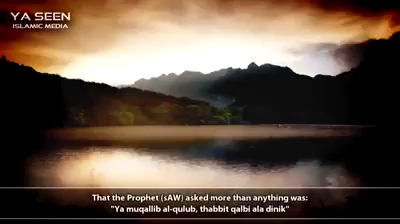 YA SEEN
ISLAMIC MEDIA
That the Prophet (sAW) asked more than anything was:
"Ya muqallib al-qulub, thabbit qalbi ala dinik"